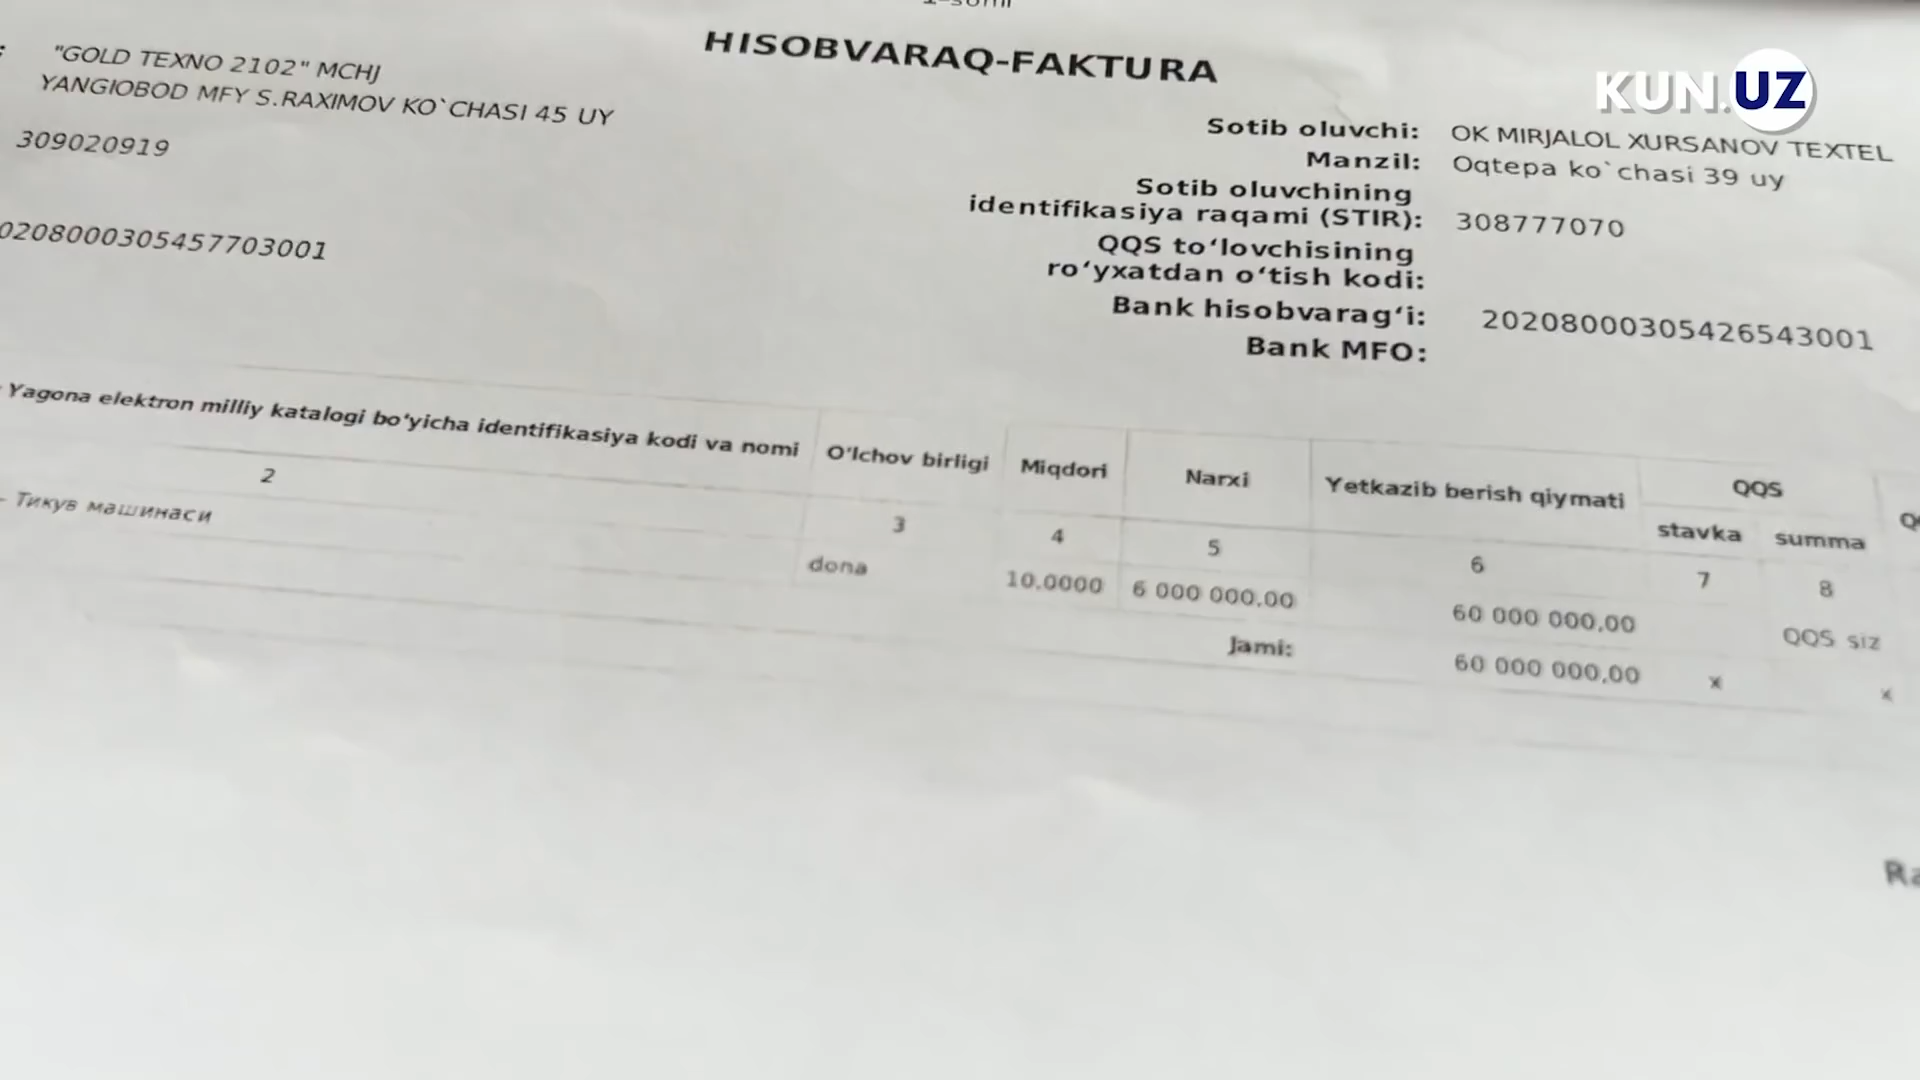 HISOBVARAQ-FAKTURA
KUN.UZ
"GOLD TEXNO 2102" MCHJ
YANGIOBOD MFY S.RAXIMOV KO`CHASI 45 UY
309020919
0208000305457703001
Sotib oluvchi: OK MIRJALOL XURSANOV TEXTEL
Manzil: Oqtepa ko`chasi 39 uy
Sotib oluvchining
identifikasiya raqami (STIR): 308777070
QQS to‘lovchisining
ro‘yxatdan o‘tish kodi:
Bank hisobvarag‘i: 20208000305426543001
Bank MFO:
Yagona elektron milliy katalogi bo‘yicha identifikasiya kodi va nomi O‘lchov birligi Miqdori Narxi Yetkazib berish qiymati QQS
stavka summa
2 3 4 5 6 7 8
- Тикув машинаси dona 10.0000 6 000 000,00 60 000 000,00 QQS siz
Jami: 60 000 000,00 x x